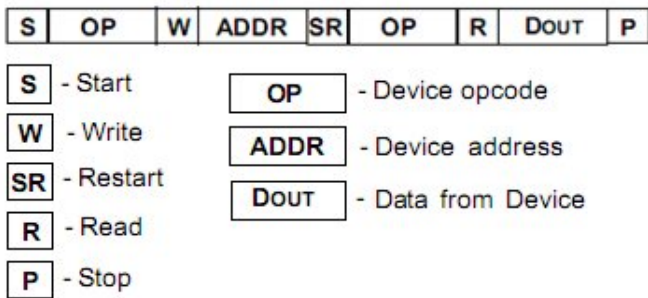 S OP W ADDR SR OP R DOUT P
S - Start
W - Write
SR - Restart
R - Read
P - Stop
OP - Device opcode
ADDR - Device address
DOUT - Data from Device